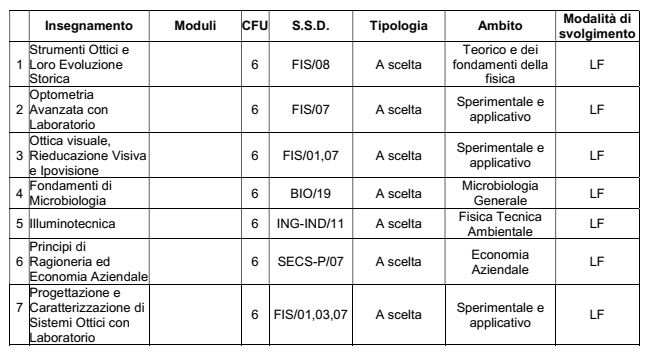 Insegnamento Moduli CFU S.S.D. Tipologia Ambito Modalità di svolgimento
1 Strumenti Ottici e Loro Evoluzione Storica 6 FIS/08 A scelta Teorico e dei fondamenti della fisica LF
2 Optometria Avanzata con Laboratorio 6 FIS/07 A scelta Sperimentale e applicativo LF
3 Ottica visuale, Rieducazione Visiva e Ipovisione 6 FIS/01,07 A scelta Sperimentale e applicativo LF
4 Fondamenti di Microbiologia 6 BIO/19 A scelta Microbiologia Generale LF
5 Illuminotecnica 6 ING-IND/11 A scelta Fisica Tecnica Ambientale LF
6 Principi di Ragioneria ed Economia Aziendale 6 SECS-P/07 A scelta Economia Aziendale LF
7 Progettazione e Caratterizzazione di Sistemi Ottici con Laboratorio 6 FIS/01,03,07 A scelta Sperimentale e applicativo LF